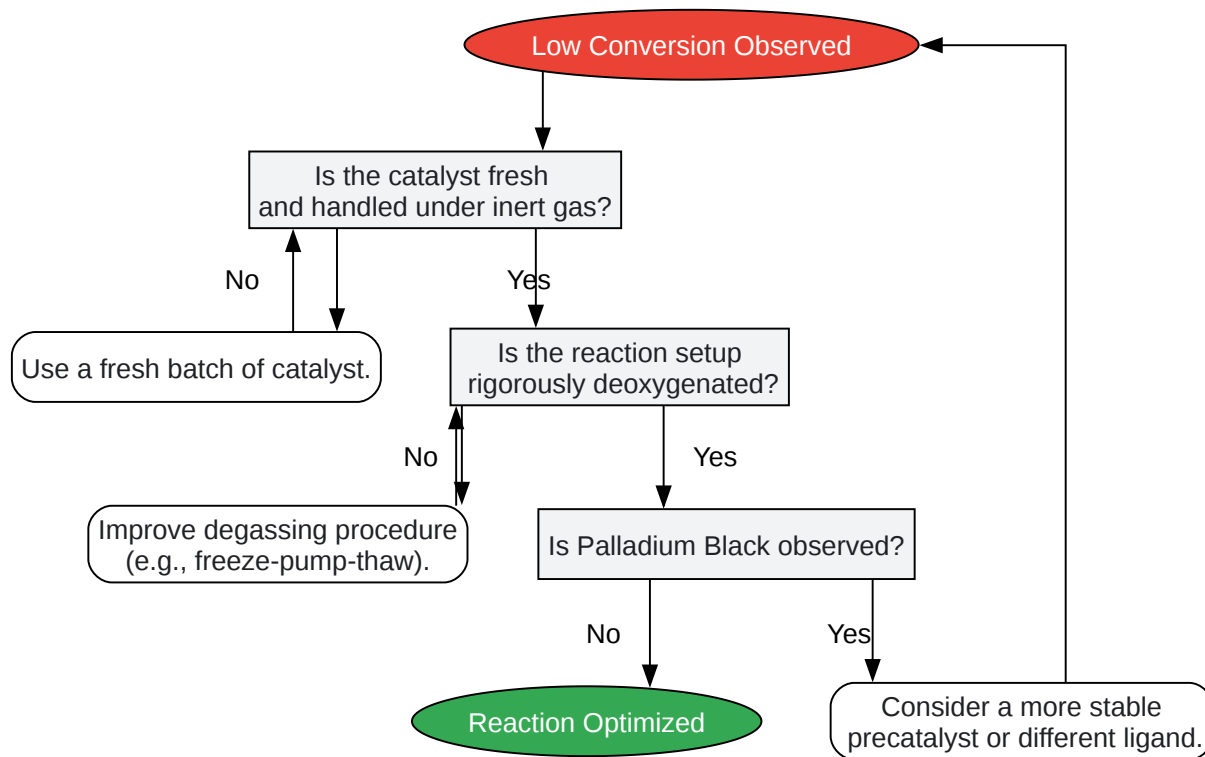 Low Conversion Observed
Is the catalyst fresh
and handled under inert gas?
No
Yes
Use a fresh batch of catalyst.
Is the reaction setup
rigorously deoxygenated?
No
Yes
Improve degassing procedure
(e.g., freeze-pump-thaw).
Is Palladium Black observed?
No
Yes
Reaction Optimized
Consider a more stable
precatalyst or different ligand.